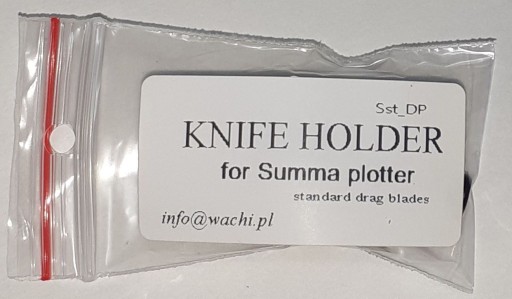 Sst_DP
KNIFE HOLDER
for Summa plotter
standard drag blades
info@wachi.pl